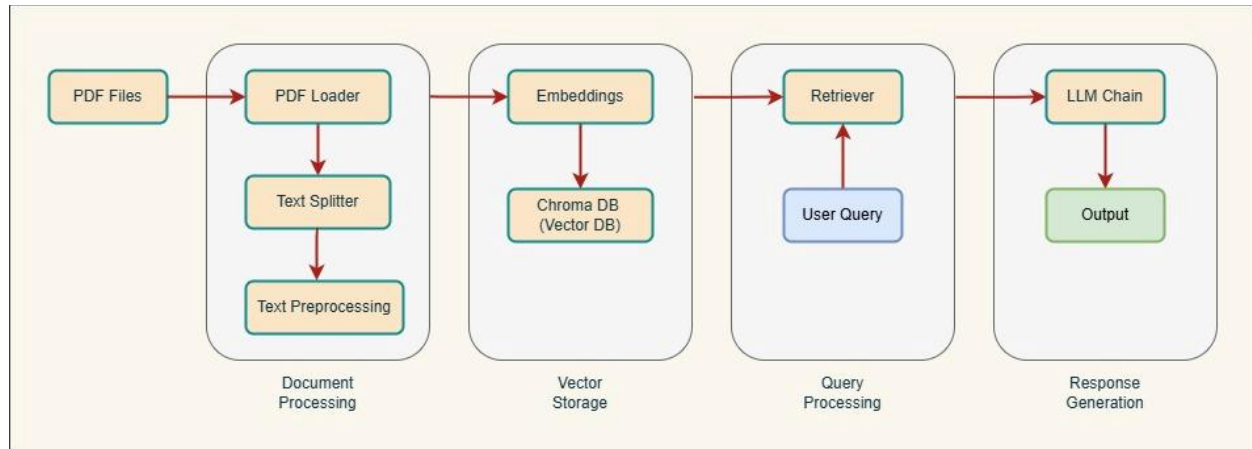 PDF Files
PDF Loader
Embeddings
Retriever
LLM Chain
Text Splitter
Chroma DB
(Vector DB)
User Query
Output
Text Preprocessing
Document
Processing
Vector
Storage
Query
Processing
Response
Generation